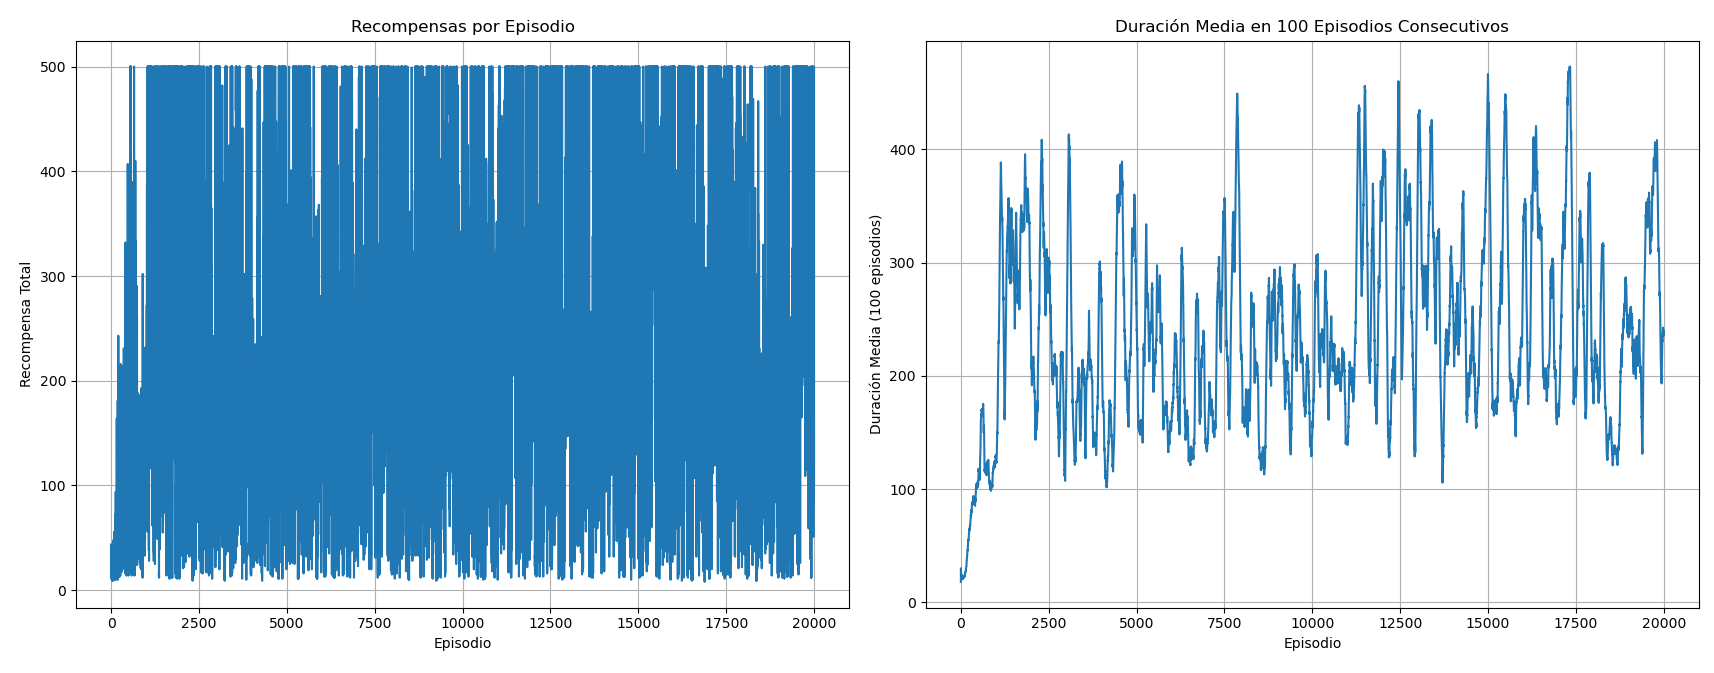 Recompensas por Episodio
Recompensa Total
500
400
300
200
100
0
0 2500 5000 7500 10000 12500 15000 17500 20000
Episodio
Duración Media en 100 Episodios Consecutivos
Duración Media (100 episodios)
400
300
200
100
0
0 2500 5000 7500 10000 12500 15000 17500 20000
Episodio